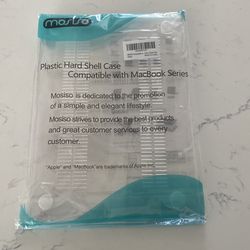 mosiso
Plastic Hard Shell Case
Compatible with MacBook Series
Mosiso is dedicated to the promotion
of a simple and elegant lifestyle.
Mosiso strives to provide the best products
and great customer services to every
customer.
"Apple" and "MacBook" are trademarks of Apple Inc.